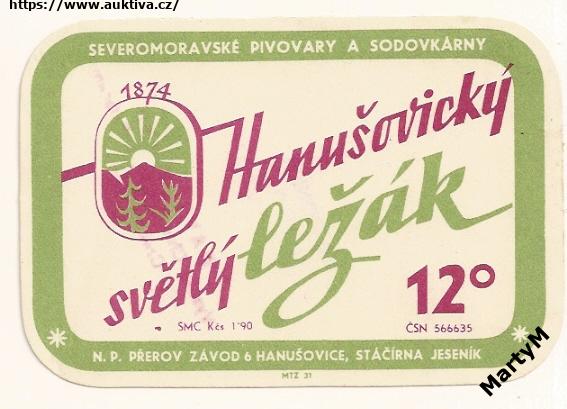 https://www.auktiva.cz/
SEVEROMORAVSKÉ PIVOVARY A SODOVKÁRNY
1874
Hanušovický
světlý ležák
12°
SMC Kčs 1'90
ČSN 566635
N. P. PŘEROV ZÁVOD 6 HANUŠOVICE, STÁČÍRNA JESENÍK
MTZ 31
MartyM